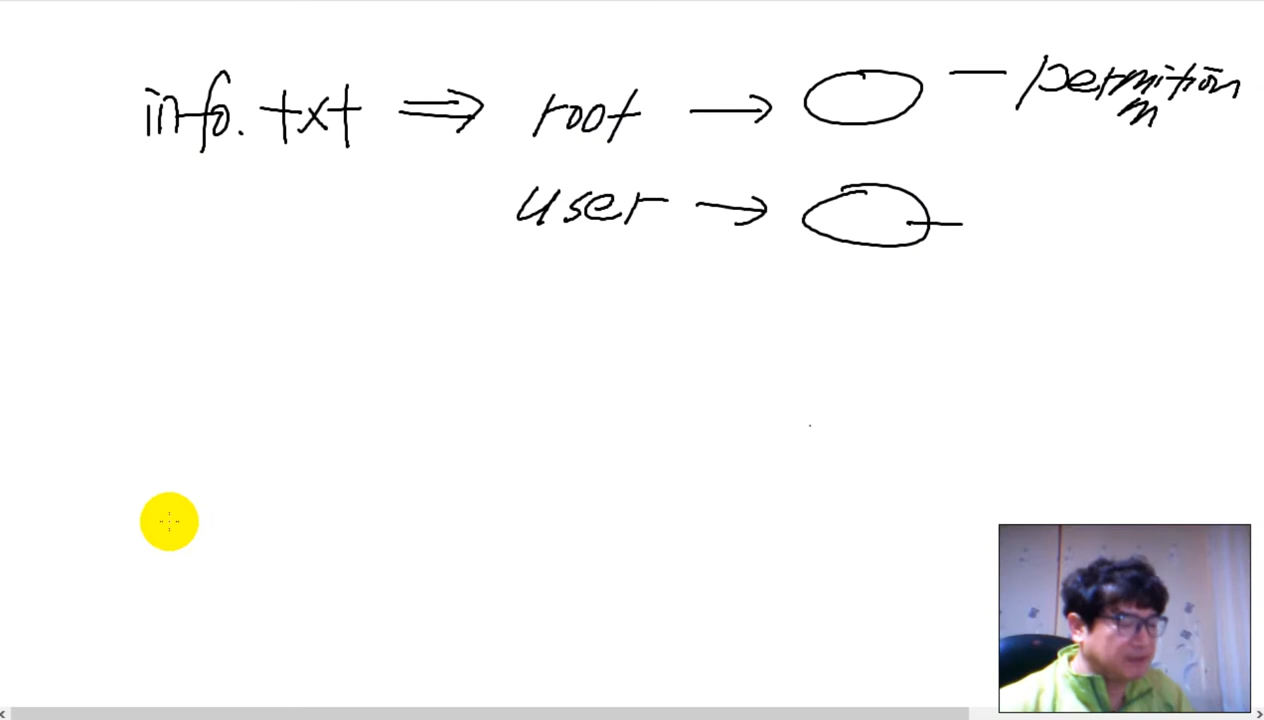 info.txt ⇒ root → — permition
m
user →